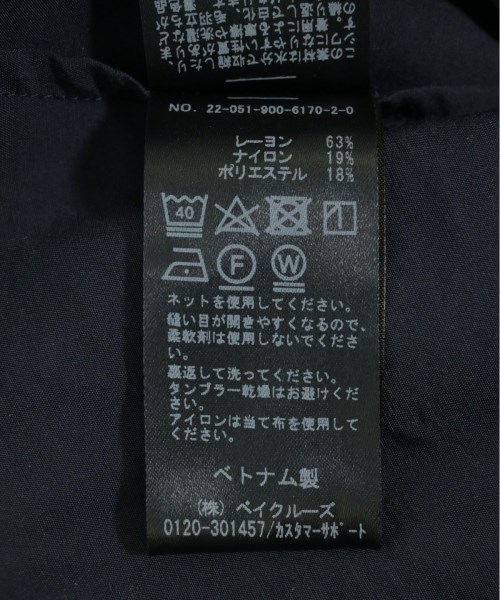 NO. 22-051-900-6170-2-0
レーヨン 63%
ナイロン 19%
ポリエステル 18%
40
F W
ネットを使用してください。
縫い目が開きやすくなるので、
柔軟剤は使用しないでくださ
い。
裏返して洗ってください。
タンブラー乾燥はお避けくだ
さい。
アイロンは当て布を使用して
ください。
ベトナム製
(株) ベイクルーズ
0120-301457/カスタマーサポート